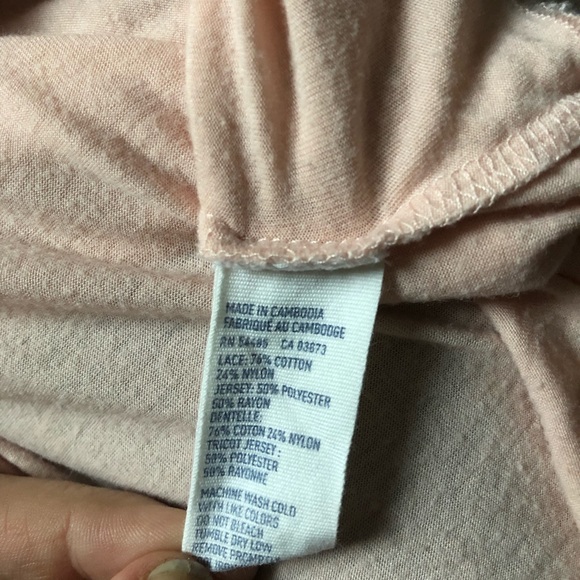 MADE IN CAMBODIA
FABRIQUÉ AU CAMBODGE
RN 54485 CA 03873
LACE: 76% COTTON
24% NYLON
JERSEY: 50% POLYESTER
50% RAYON
DENTELLE:
76% COTON 24% NYLON
TRICOT JERSEY:
50% POLYESTER
50% RAYONNE
MACHINE WASH COLD
WITH LIKE COLORS
DO NOT BLEACH
TUMBLE DRY LOW
REMOVE